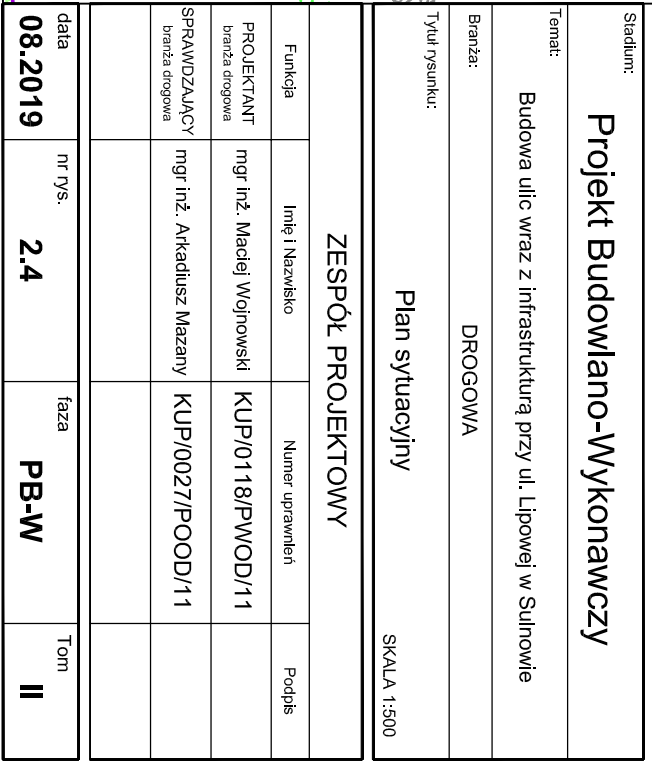 Stadium:
Projekt Budowlano-Wykonawczy
Temat:
Budowa ulic wraz z infrastrukturą przy ul. Lipowej w Sulnowie
Branża:
DROGOWA
Tytuł rysunku:
Plan sytuacyjny
SKALA 1:500
ZESPÓŁ PROJEKTOWY
Funkcja Imię i Nazwisko Numer uprawnień Podpis
PROJEKTANT
branża drogowa
mgr inż. Maciej Wojnowski KUP/0118/PWOD/11
SPRAWDZAJĄCY
branża drogowa
mgr inż. Arkadiusz Mazany KUP/0027/POOD/11
data nr rys. faza Tom
08.2019 2.4 PB-W II